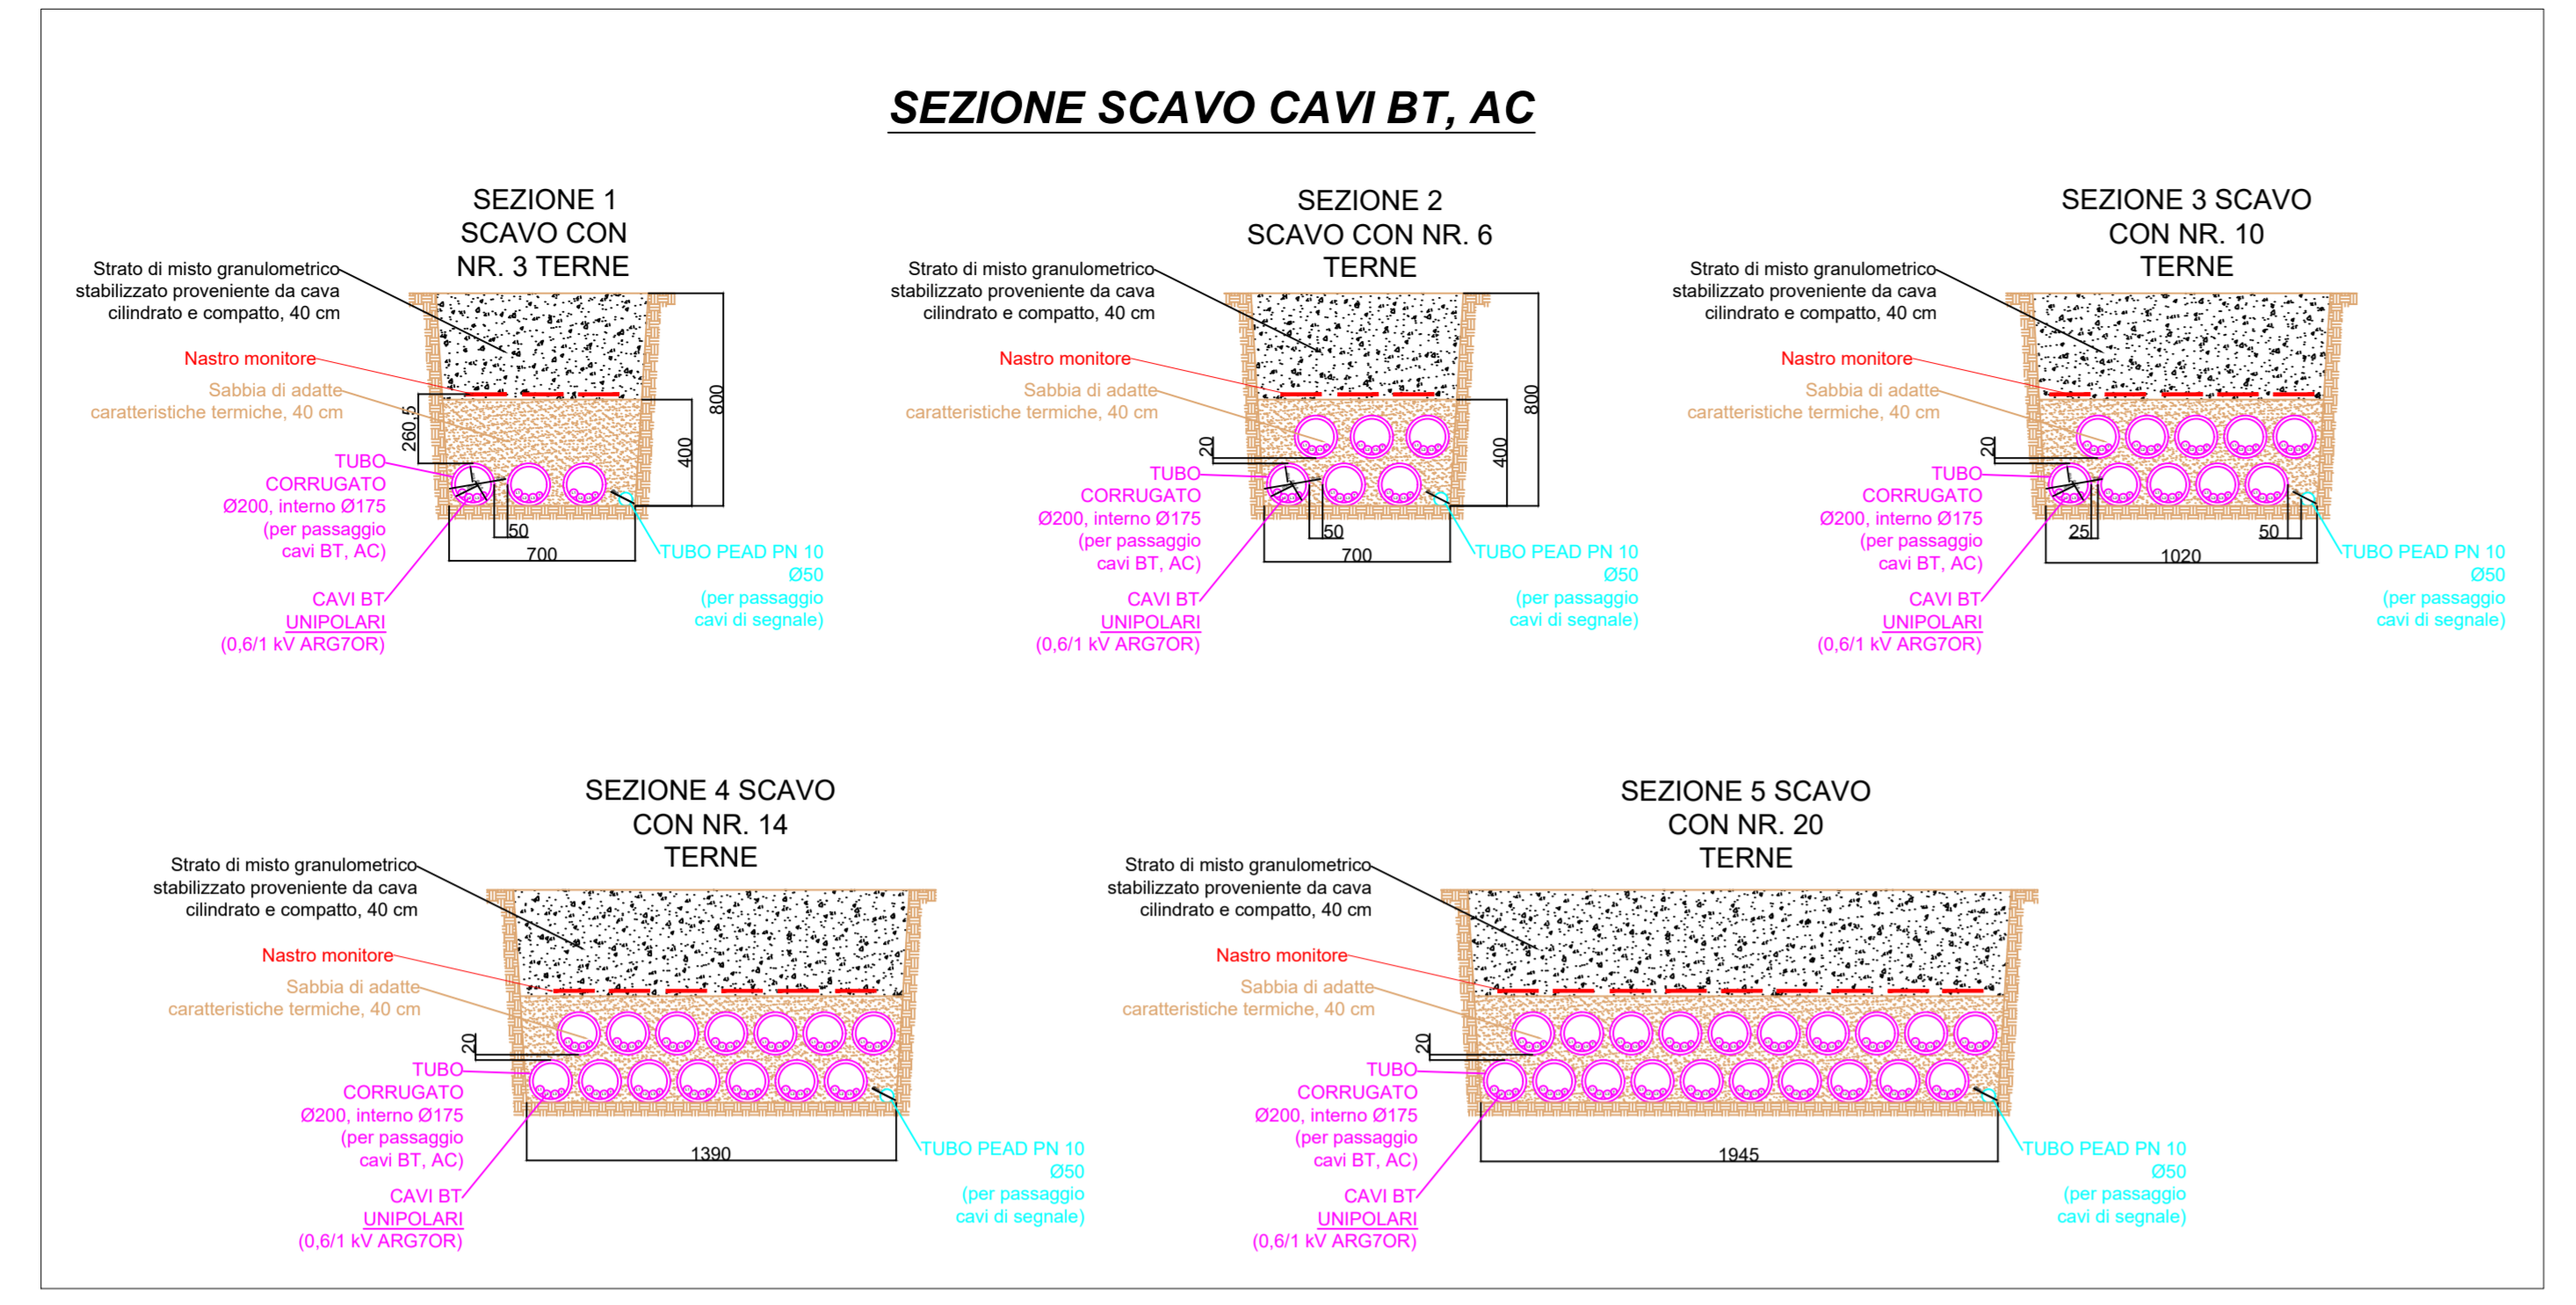 SEZIONE SCAVO CAVI BT, AC
SEZIONE 1
SCAVO CON
NR. 3 TERNE
Strato di misto granulometrico
stabilizzato proveniente da cava
cilindrato e compatto, 40 cm
Nastro monitore
Sabbia di adatte
caratteristiche termiche, 40 cm
260,5
800
400
TUBO
CORRUGATO
Ø200, interno Ø175
(per passaggio
cavi BT, AC)
50
700
TUBO PEAD PN 10
Ø50
(per passaggio
cavi di segnale)
CAVI BT
UNIPOLARI
(0,6/1 kV ARG7OR)
SEZIONE 2
SCAVO CON NR. 6
TERNE
Strato di misto granulometrico
stabilizzato proveniente da cava
cilindrato e compatto, 40 cm
Nastro monitore
Sabbia di adatte
caratteristiche termiche, 40 cm
800
400
20
TUBO
CORRUGATO
Ø200, interno Ø175
(per passaggio
cavi BT, AC)
50
700
TUBO PEAD PN 10
Ø50
(per passaggio
cavi di segnale)
CAVI BT
UNIPOLARI
(0,6/1 kV ARG7OR)
SEZIONE 3 SCAVO
CON NR. 10
TERNE
Strato di misto granulometrico
stabilizzato proveniente da cava
cilindrato e compatto, 40 cm
Nastro monitore
Sabbia di adatte
caratteristiche termiche, 40 cm
20
TUBO
CORRUGATO
Ø200, interno Ø175
(per passaggio
cavi BT, AC)
25
50
1020
TUBO PEAD PN 10
Ø50
(per passaggio
cavi di segnale)
CAVI BT
UNIPOLARI
(0,6/1 kV ARG7OR)
SEZIONE 4 SCAVO
CON NR. 14
TERNE
Strato di misto granulometrico
stabilizzato proveniente da cava
cilindrato e compatto, 40 cm
Nastro monitore
Sabbia di adatte
caratteristiche termiche, 40 cm
20
TUBO
CORRUGATO
Ø200, interno Ø175
(per passaggio
cavi BT, AC)
1390
TUBO PEAD PN 10
Ø50
(per passaggio
cavi di segnale)
CAVI BT
UNIPOLARI
(0,6/1 kV ARG7OR)
SEZIONE 5 SCAVO
CON NR. 20
TERNE
Strato di misto granulometrico
stabilizzato proveniente da cava
cilindrato e compatto, 40 cm
Nastro monitore
Sabbia di adatte
caratteristiche termiche, 40 cm
20
TUBO
CORRUGATO
Ø200, interno Ø175
(per passaggio
cavi BT, AC)
1945
TUBO PEAD PN 10
Ø50
(per passaggio
cavi di segnale)
CAVI BT
UNIPOLARI
(0,6/1 kV ARG7OR)